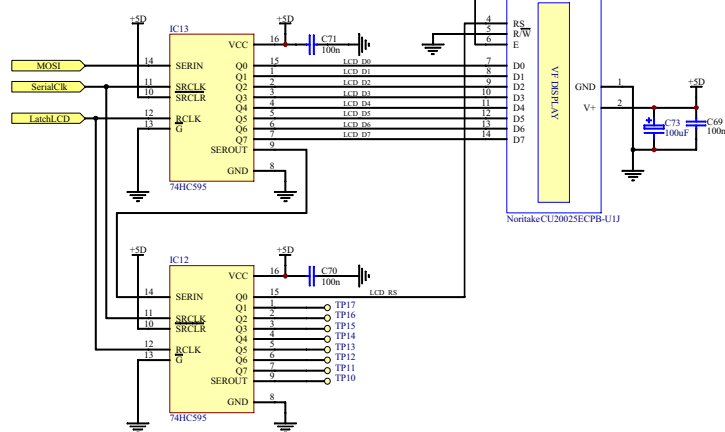 +5D
IC13
+5D
VCC 16
C71
100n
MOSI
14 SERIN
Q0 15 LCD_D0
Q1 1 LCD_D1
SerialClk
11 SRCLK
Q2 2 LCD_D2
10 SRCLR
Q3 3 LCD_D3
Q4 4 LCD_D4
LatchLCD
12 RCLK
Q5 5 LCD_D5
13 G
Q6 6 LCD_D6
Q7 7 LCD_D7
SEROUT 9
GND 8
74HC595
4 RS
5 R/W
6 E
7 D0
8 D1
9 D2
10 D3
11 D4
12 D5
13 D6
14 D7
VF DISPLAY
GND 1
V+ 2
+5D
+
C73
100uF
C69
100n
NoritakeCU20025ECPB-U1J
+5D
IC12
+5D
VCC 16
C70
100n
14 SERIN
Q0 15 LCD_RS
Q1 1 TP17
11 SRCLK
Q2 2 TP16
10 SRCLR
Q3 3 TP15
Q4 4 TP14
12 RCLK
Q5 5 TP13
13 G
Q6 6 TP12
Q7 7 TP11
SEROUT 9 TP10
GND 8
74HC595